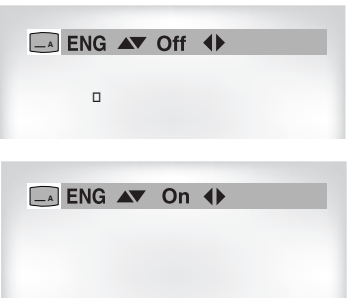 _ A ENG ▲▼ Off ◀▶
_ A ENG ▲▼ On ◀▶